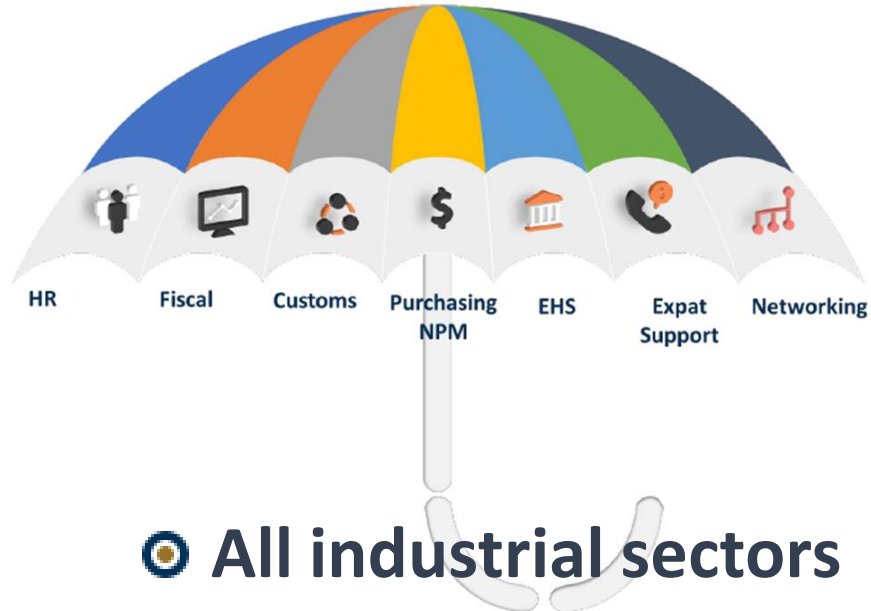 HR
Fiscal
Customs
Purchasing
NPM
EHS
Expat
Support
Networking
All industrial sectors